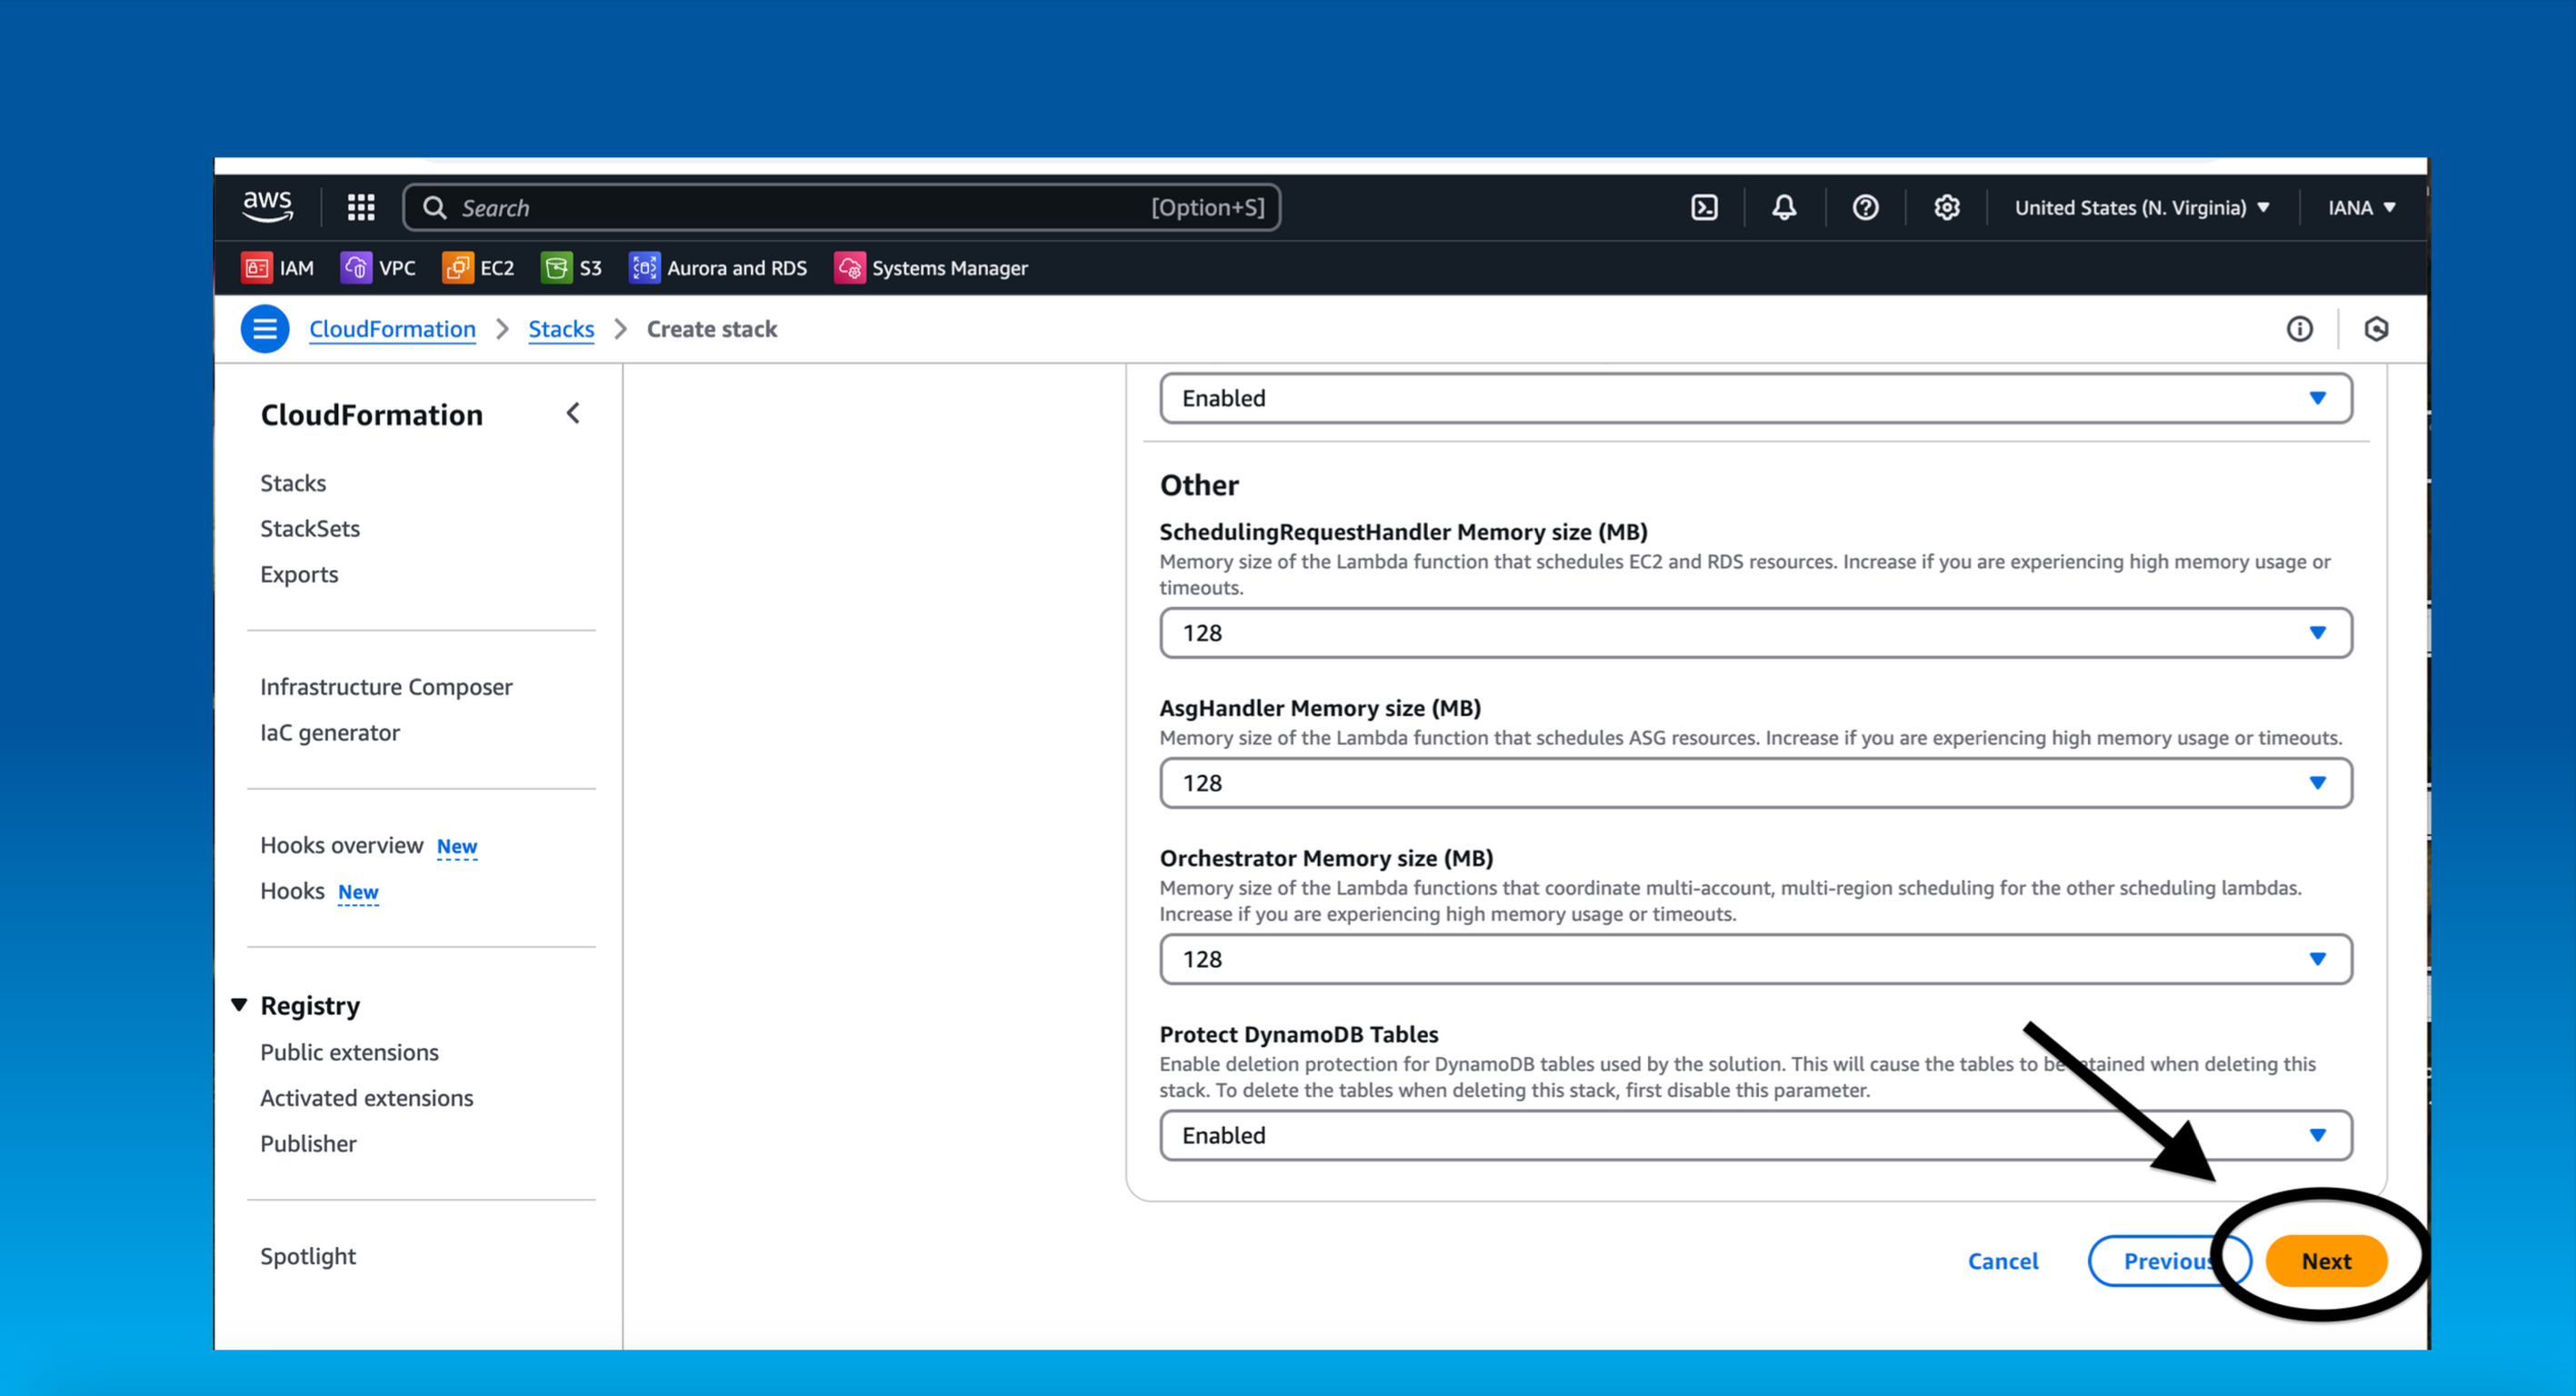 aws
Search [Option+S]
United States (N. Virginia) IANA
IAM VPC EC2 S3 Aurora and RDS Systems Manager
CloudFormation > Stacks > Create stack
CloudFormation
Stacks
StackSets
Exports
Infrastructure Composer
IaC generator
Hooks overview New
Hooks New
Registry
Public extensions
Activated extensions
Publisher
Spotlight
Enabled
Other
SchedulingRequestHandler Memory size (MB)
Memory size of the Lambda function that schedules EC2 and RDS resources. Increase if you are experiencing high memory usage or
timeouts.
128
AsgHandler Memory size (MB)
Memory size of the Lambda function that schedules ASG resources. Increase if you are experiencing high memory usage or timeouts.
128
Orchestrator Memory size (MB)
Memory size of the Lambda functions that coordinate multi-account, multi-region scheduling for the other scheduling lambdas.
Increase if you are experiencing high memory usage or timeouts.
128
Protect DynamoDB Tables
Enable deletion protection for DynamoDB tables used by the solution. This will cause the tables to be retained when deleting this
stack. To delete the tables when deleting this stack, first disable this parameter.
Enabled
Cancel Previous Next